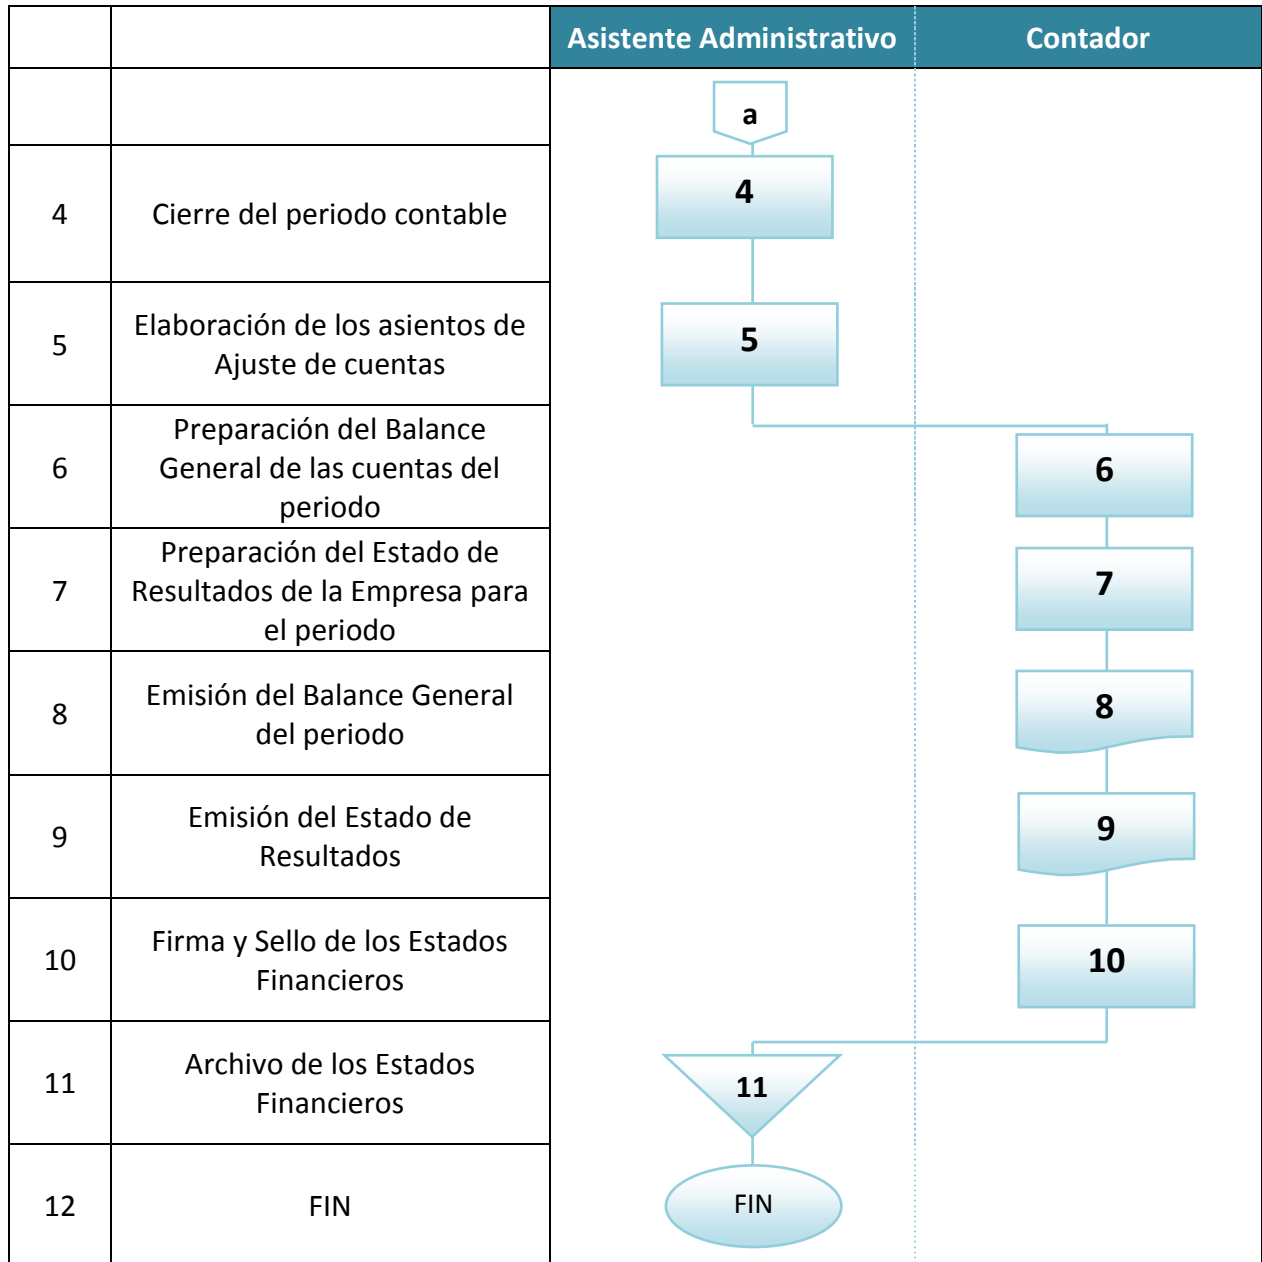 Asistente Administrativo
Contador
a
4
Cierre del periodo contable
4
5
Elaboración de los asientos de
Ajuste de cuentas
5
6
Preparación del Balance
General de las cuentas del
periodo
6
7
Preparación del Estado de
Resultados de la Empresa para
el periodo
7
8
Emisión del Balance General
del periodo
8
9
Emisión del Estado de
Resultados
9
10
Firma y Sello de los Estados
Financieros
10
11
Archivo de los Estados
Financieros
11
12
FIN
FIN